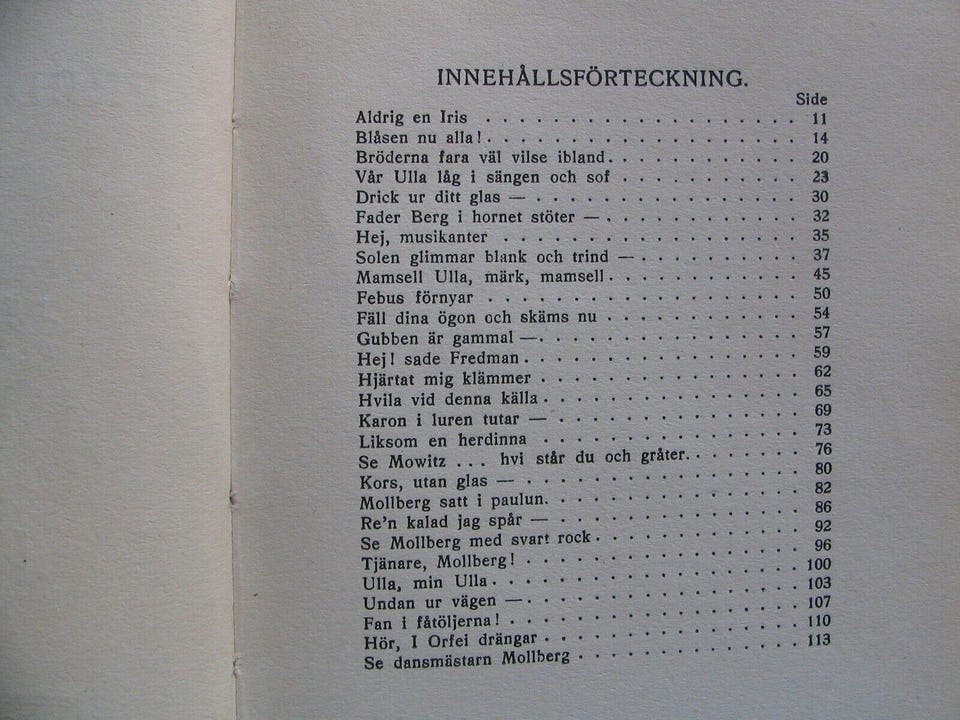 INNEHÅLLSFÖRTECKNING.
Side
Aldrig en Iris . . . . . . . . . . . . . . . . . . . 11
Blåsen nu alla! . . . . . . . . . . . . . . . . . . . 14
Bröderna fara väl vilse ibland. . . . . . . . . . . . 20
Vår Ulla låg i sängen och sof . . . . . . . . . . . 23
Drick ur ditt glas — . . . . . . . . . . . . . . . . 30
Fader Berg i hornet stöter — . . . . . . . . . . . . 32
Hej, musikanter . . . . . . . . . . . . . . . . . . 35
Solen glimmar blank och trind — . . . . . . . . . . 37
Mamsell Ulla, märk, mamsell . . . . . . . . . . . . 45
Febus förnyar . . . . . . . . . . . . . . . . . . . 50
Fäll dina ögon och skäms nu . . . . . . . . . . . . 54
Gubben är gammal — . . . . . . . . . . . . . . . . 57
Hej! sade Fredman . . . . . . . . . . . . . . . . . 59
Hjärtat mig klämmer . . . . . . . . . . . . . . . . 62
Hvila vid denna källa . . . . . . . . . . . . . . . 65
Karon i luren tutar — . . . . . . . . . . . . . . . 69
Liksom en herdinna . . . . . . . . . . . . . . . . 73
Se Mowitz ... hvi står du och gråter. . . . . . . . 76
Kors, utan glas — . . . . . . . . . . . . . . . . . 80
Mollberg satt i paulun. . . . . . . . . . . . . . . 82
Re'n kalad jag spår — . . . . . . . . . . . . . . . 86
Se Mollberg med svart rock . . . . . . . . . . . . 92
Tjänare, Mollberg! . . . . . . . . . . . . . . . . 96
Ulla, min Ulla . . . . . . . . . . . . . . . . . . 100
Undan ur vägen — . . . . . . . . . . . . . . . . . 103
Fan i fåtöljerna! . . . . . . . . . . . . . . . . . 107
Hör, I Orfei drängar . . . . . . . . . . . . . . . 110
Se dansmästarn Mollberg . . . . . . . . . . . . . . 113